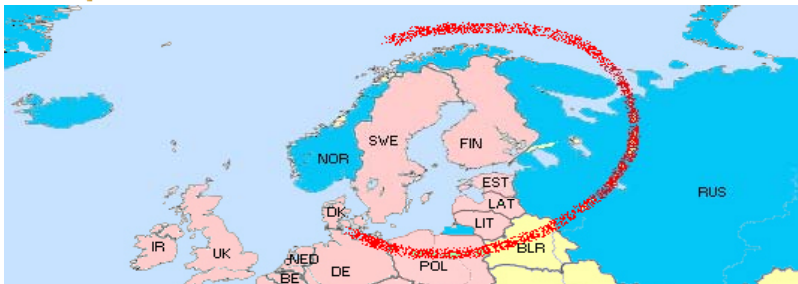 SWE
FIN
NOR
RUS
EST
DK
LAT
LIT
IR
UK
NED
BLR
DE
POL
BE